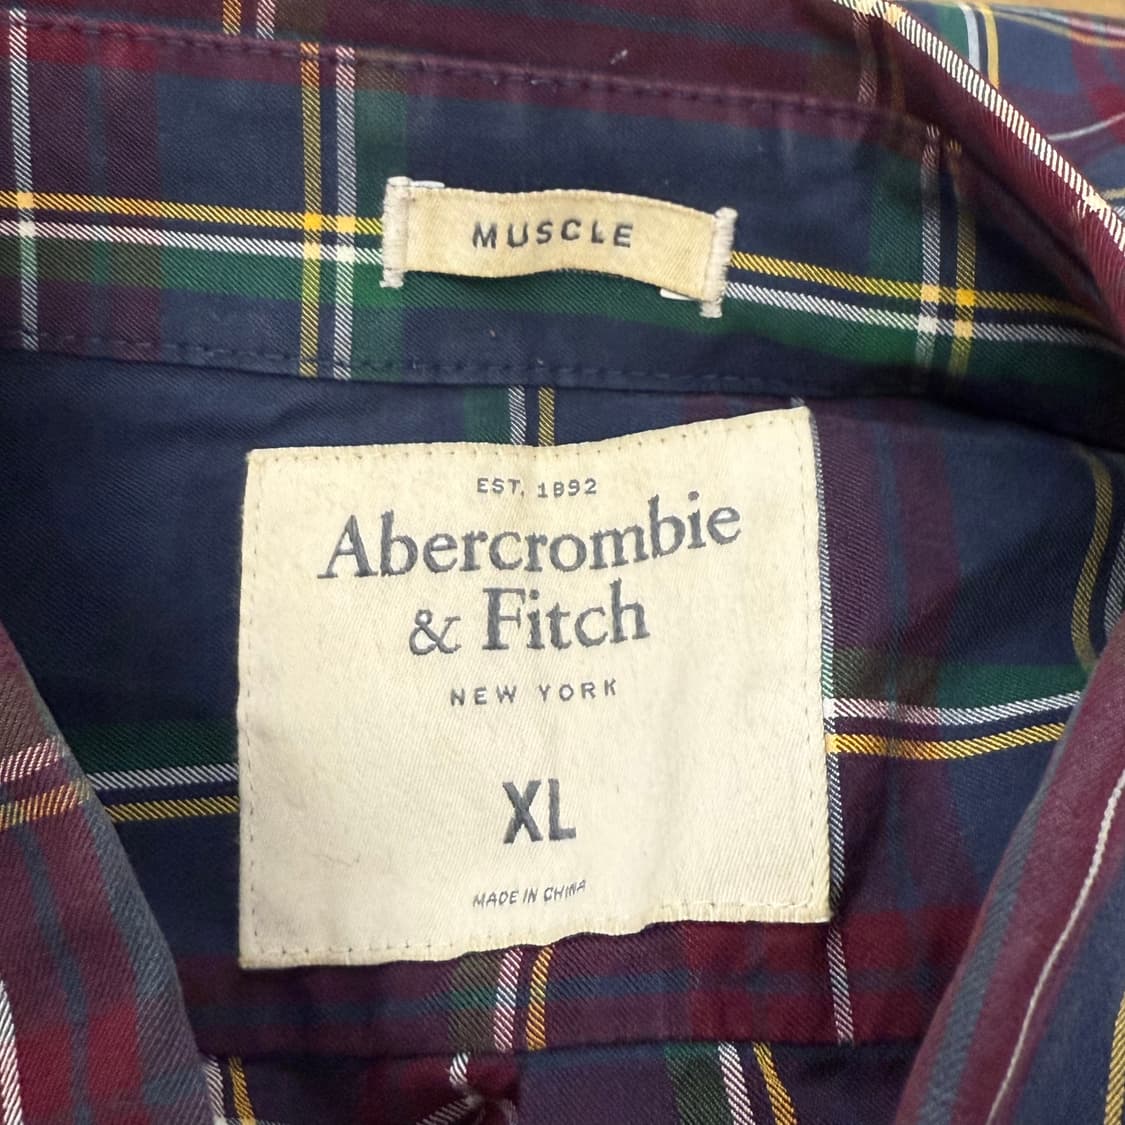 MUSCLE
EST. 1892
Abercrombie
& Fitch
NEW YORK
XL
MADE IN CHINA